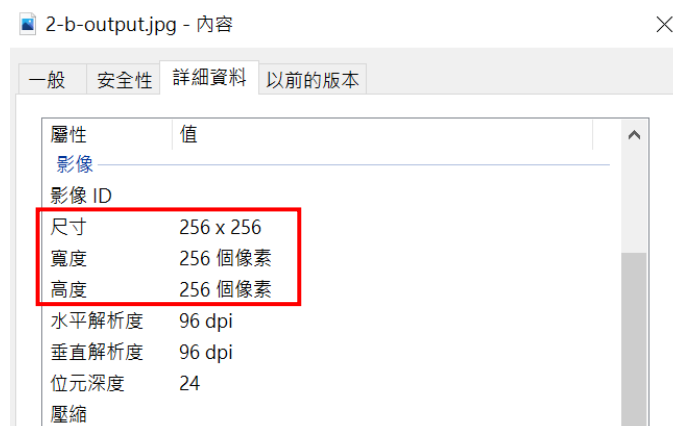 2-b-output.jpg - 內容
一般 安全性 詳細資料 以前的版本
屬性 值
影像
影像 ID
尺寸 256 x 256
寬度 256 個像素
高度 256 個像素
水平解析度 96 dpi
垂直解析度 96 dpi
位元深度 24
壓縮